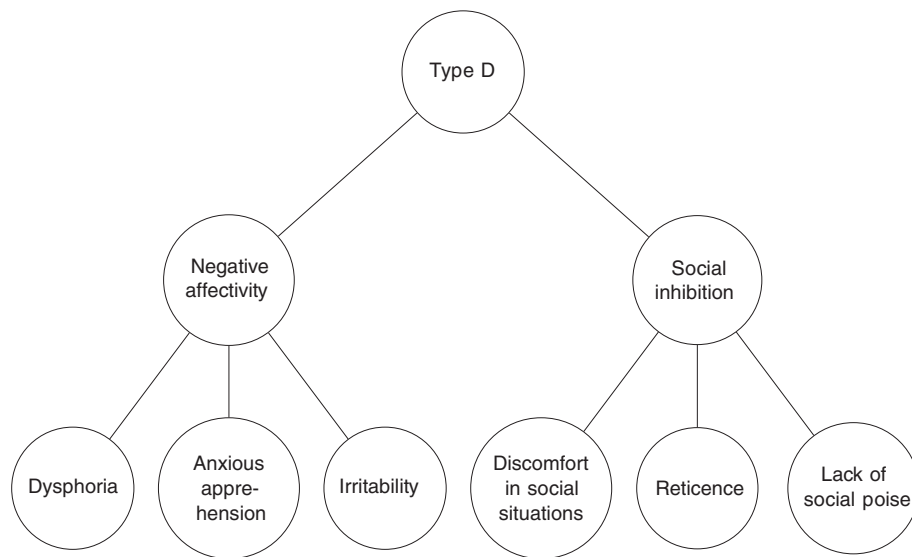 Type D
Negative
affectivity
Social
inhibition
Dysphoria
Anxious
appre-
hension
Irritability
Discomfort
in social
situations
Reticence
Lack of
social poise